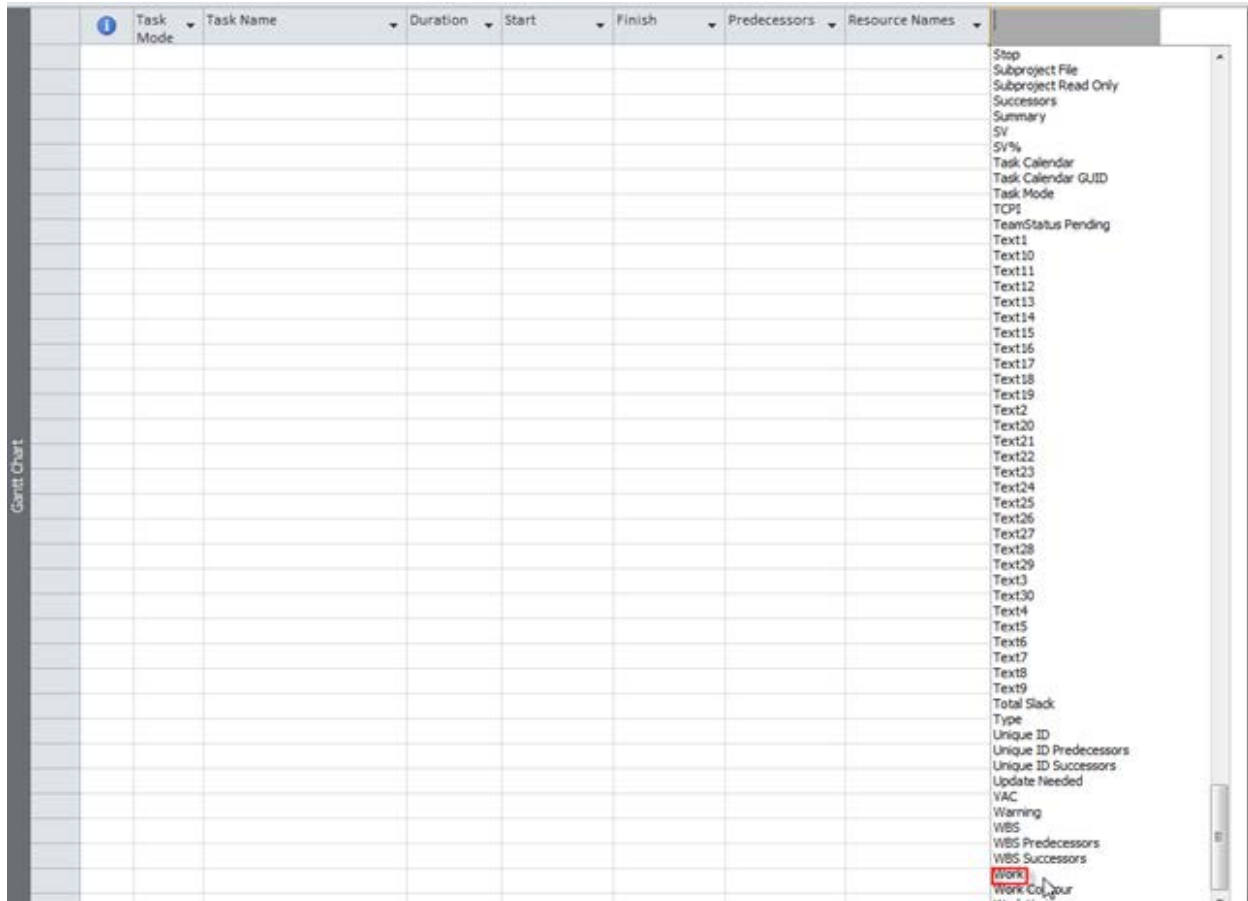 Task Mode
Task Name
Duration
Start
Finish
Predecessors
Resource Names
Gantt Chart
Stop
Subproject File
Subproject Read Only
Successors
Summary
SV
SV%
Task Calendar
Task Calendar GUID
Task Mode
TCPI
TeamStatus Pending
Text1
Text10
Text11
Text12
Text13
Text14
Text15
Text16
Text17
Text18
Text19
Text2
Text20
Text21
Text22
Text23
Text24
Text25
Text26
Text27
Text28
Text29
Text3
Text30
Text4
Text5
Text6
Text7
Text8
Text9
Total Slack
Type
Unique ID
Unique ID Predecessors
Unique ID Successors
Update Needed
VAC
Warning
WBS
WBS Predecessors
WBS Successors
Work
Work Contour